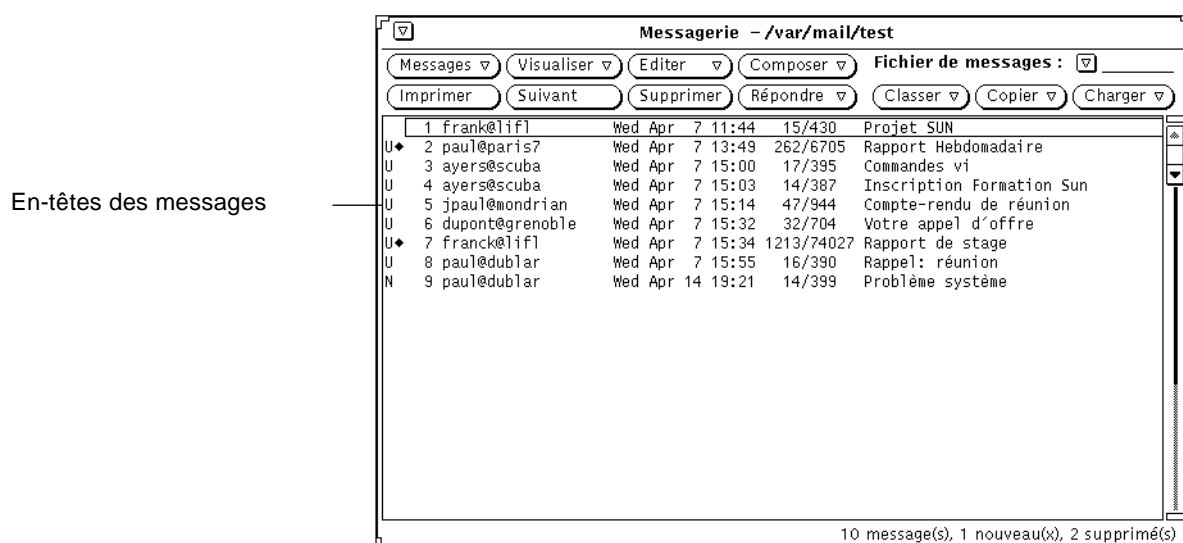 Messagerie – /var/mail/test
Messages Visualiser Editer Composer Fichier de messages :
Imprimer Suivant Supprimer Répondre Classer Copier Charger
1 frank@lifl Wed Apr 7 11:44 15/430 Projet SUN
U◆ 2 paul@paris7 Wed Apr 7 13:49 262/6705 Rapport Hebdomadaire
U 3 ayers@scuba Wed Apr 7 15:00 17/395 Commandes vi
U 4 ayers@scuba Wed Apr 7 15:03 14/387 Inscription Formation Sun
En-têtes des messages
U 5 jpaul@mondrian Wed Apr 7 15:14 47/944 Compte-rendu de réunion
U 6 dupont@grenoble Wed Apr 7 15:32 32/704 Votre appel d´offre
U◆ 7 franck@lifl Wed Apr 7 15:34 1213/74027 Rapport de stage
U 8 paul@dublar Wed Apr 7 15:55 16/390 Rappel: réunion
N 9 paul@dublar Wed Apr 14 19:21 14/399 Problème système
10 message(s), 1 nouveau(x), 2 supprimé(s)